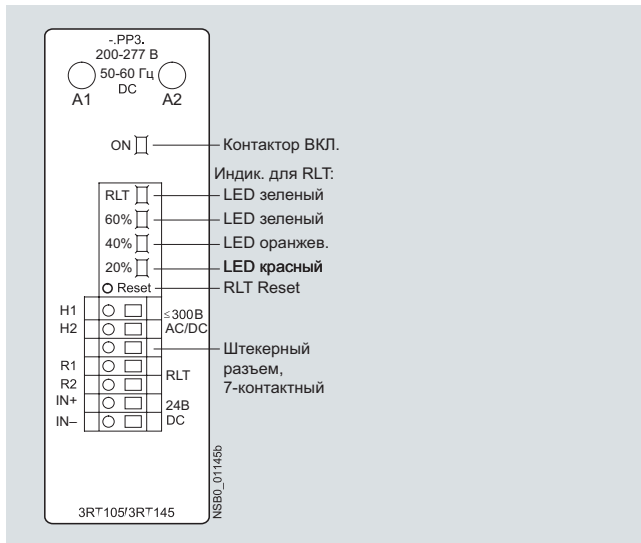 -.PP3.
200-277 В
50-60 Гц
DC
A1
A2
ON
Контактор ВКЛ.
Индик. для RLT:
RLT
LED зеленый
60%
LED зеленый
40%
LED оранжев.
20%
LED красный
Reset
RLT Reset
H1
≤300В
H2
AC/DC
Штекерный
разъем,
7-контактный
R1
RLT
R2
IN+
24В
IN–
DC
NSB0_01145b
3RT105/3RT145